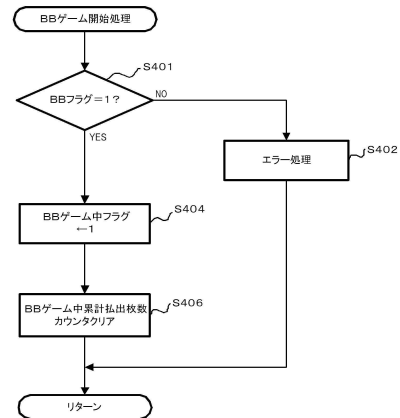 BBゲーム開始処理
S401
BBフラグ=1?
NO
YES
S402
エラー処理
S404
BBゲーム中フラグ
←1
S406
BBゲーム中累計払出枚数
カウンタクリア
リターン